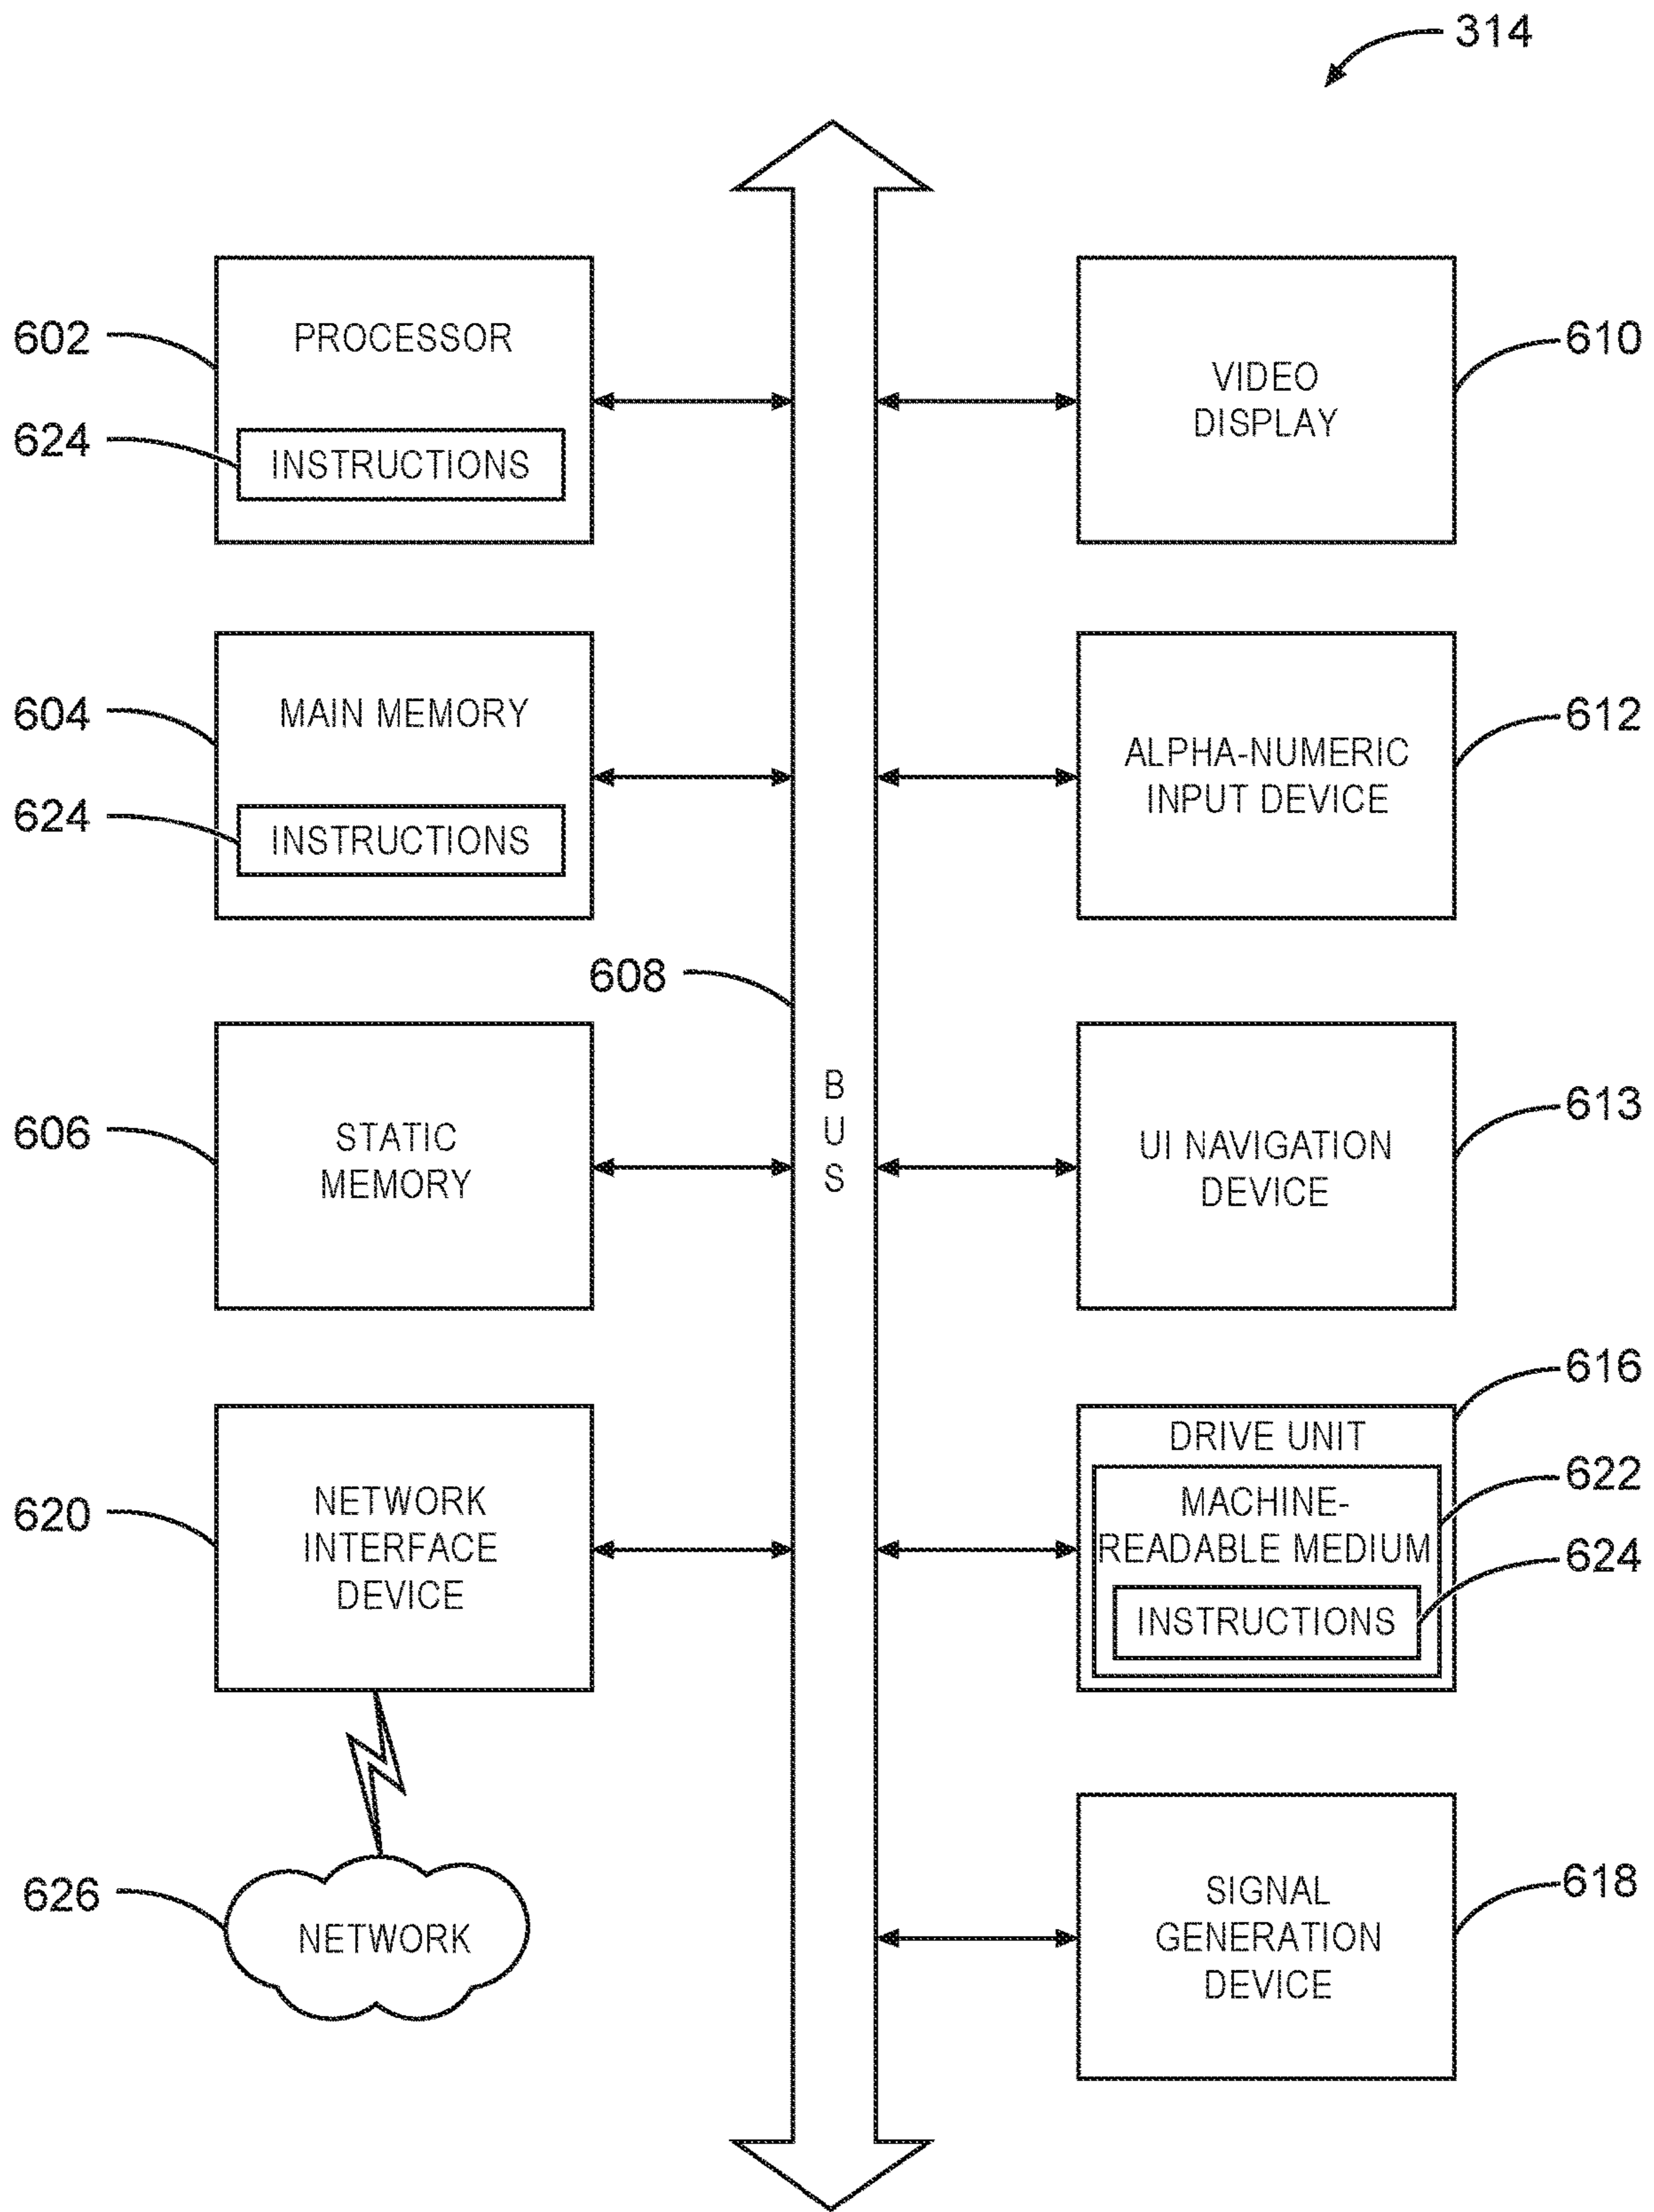 314
602
PROCESSOR
624
INSTRUCTIONS
610
VIDEO
DISPLAY
604
MAIN MEMORY
624
INSTRUCTIONS
612
ALPHA-NUMERIC
INPUT DEVICE
608
BUS
606
STATIC
MEMORY
613
UI NAVIGATION
DEVICE
620
NETWORK
INTERFACE
DEVICE
616
DRIVE UNIT
622
MACHINE-
READABLE MEDIUM
624
INSTRUCTIONS
626
NETWORK
618
SIGNAL
GENERATION
DEVICE